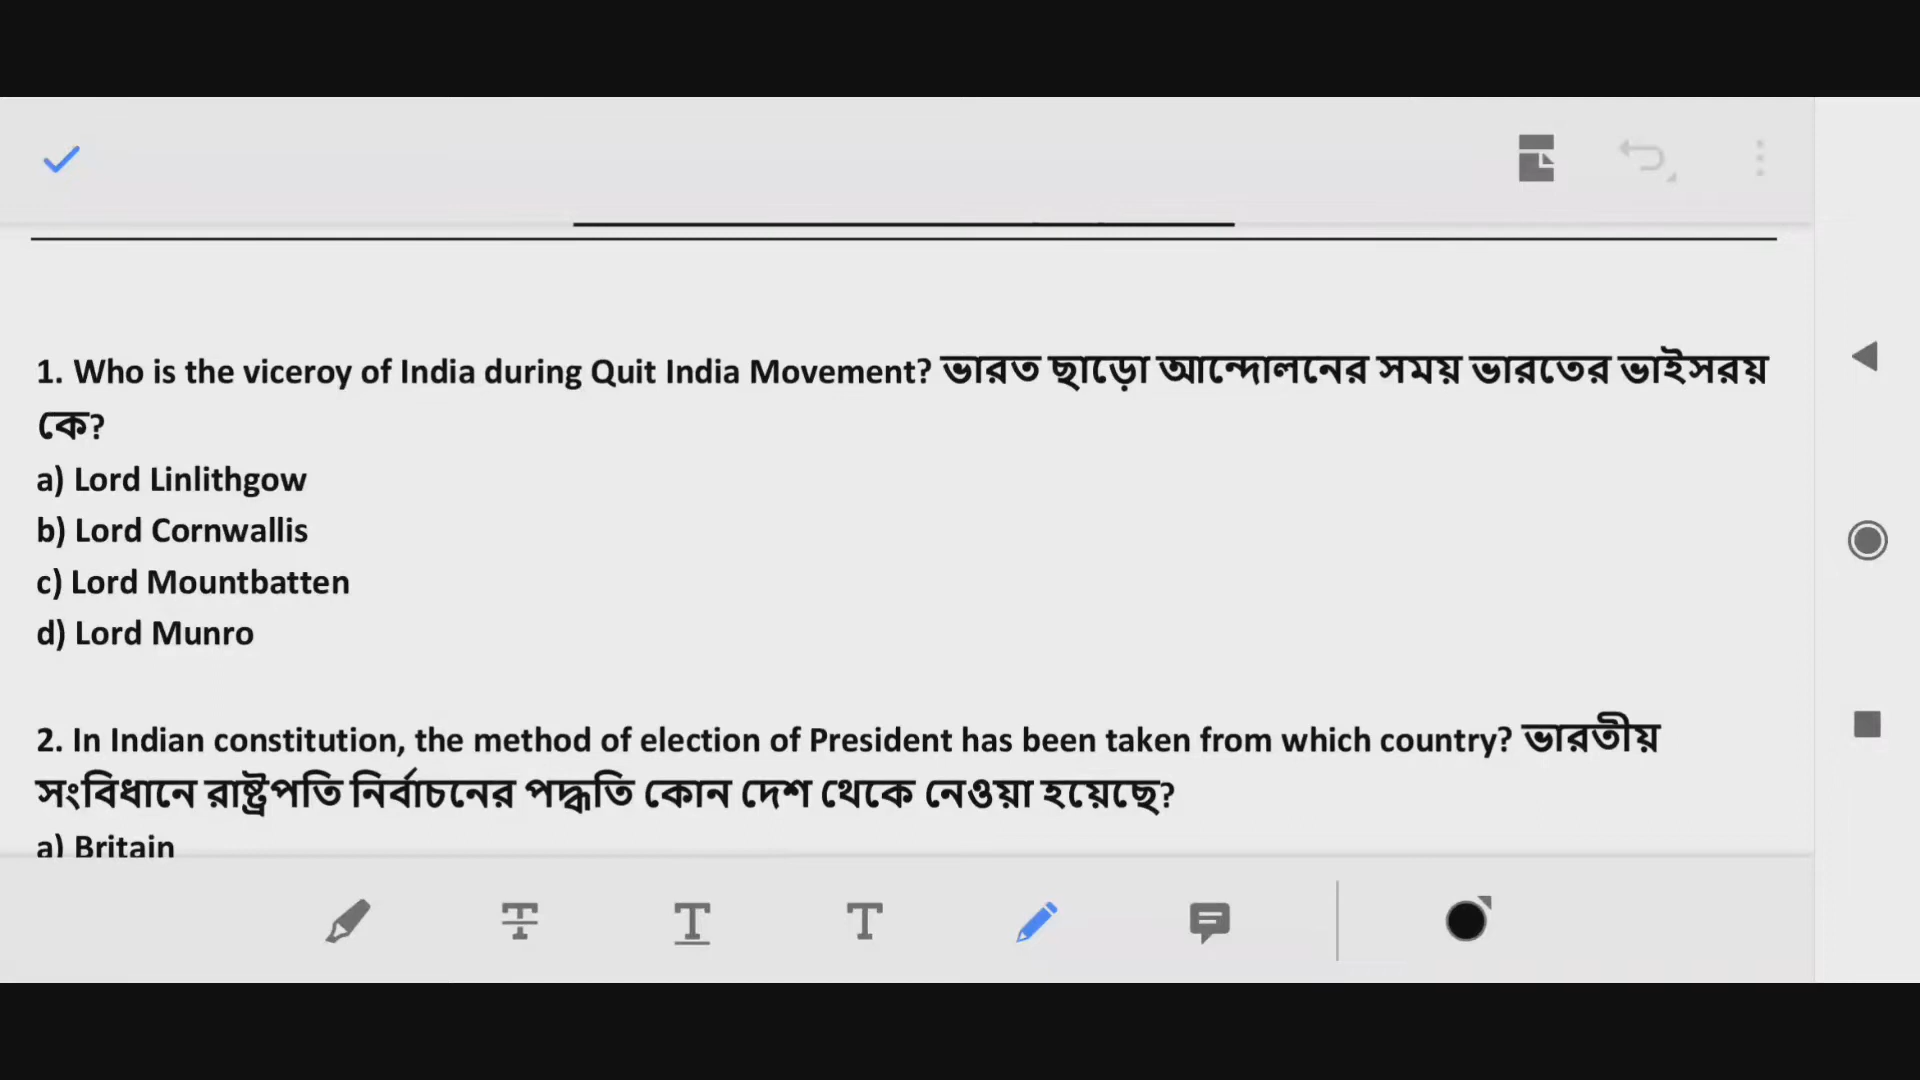 1. Who is the viceroy of India during Quit India Movement? ভারত ছাড়ো আন্দোলনের সময় ভারতের ভাইসরয়
কে?
a) Lord Linlithgow
b) Lord Cornwallis
c) Lord Mountbatten
d) Lord Munro
2. In Indian constitution, the method of election of President has been taken from which country? ভারতীয়
সংবিধানে রাষ্ট্রপতি নির্বাচনের পদ্ধতি কোন দেশ থেকে নেওয়া হয়েছে?
a) Britain